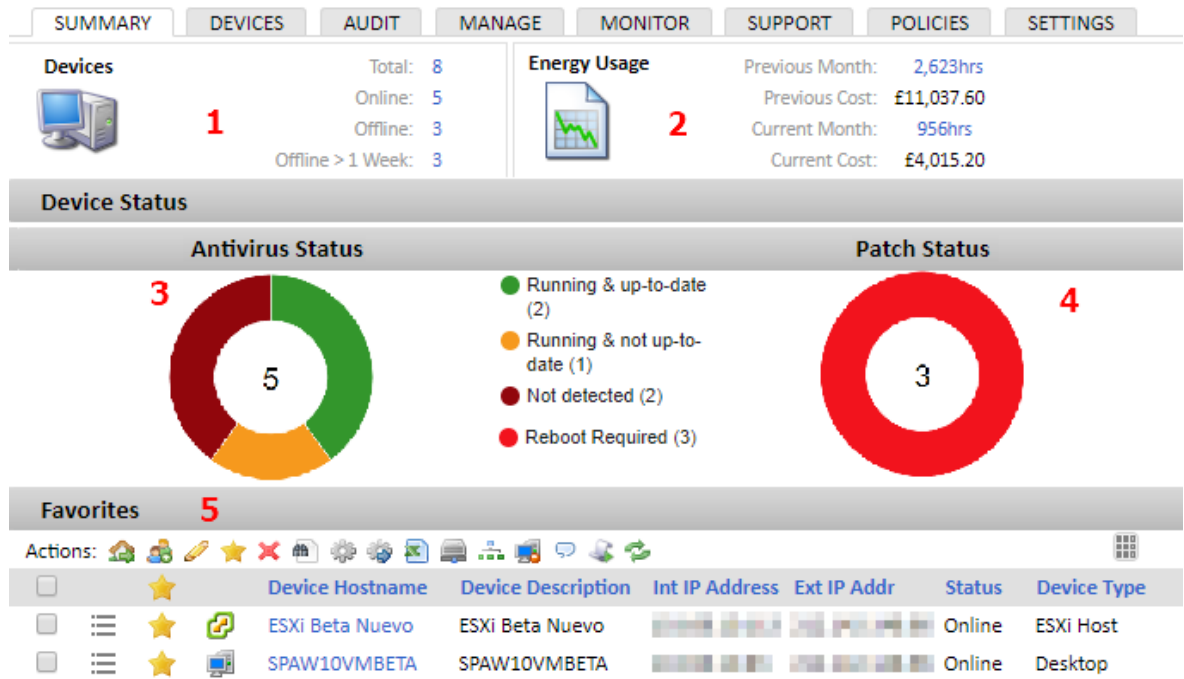 SUMMARY DEVICES AUDIT MANAGE MONITOR SUPPORT POLICIES SETTINGS
Devices
Total: 8
Online: 5
Offline: 3
Offline > 1 Week: 3
1
Energy Usage
Previous Month: 2,623hrs
Previous Cost: £11,037.60
Current Month: 956hrs
Current Cost: £4,015.20
2
Device Status
Antivirus Status
3
5
Running & up-to-date
(2)
Running & not up-to-
date (1)
Not detected (2)
Reboot Required (3)
Patch Status
4
3
Favorites 5
Actions:
Device Hostname Device Description Int IP Address Ext IP Addr Status Device Type
ESXi Beta Nuevo ESXi Beta Nuevo Online ESXi Host
SPAW10VMBETA SPAW10VMBETA Online Desktop